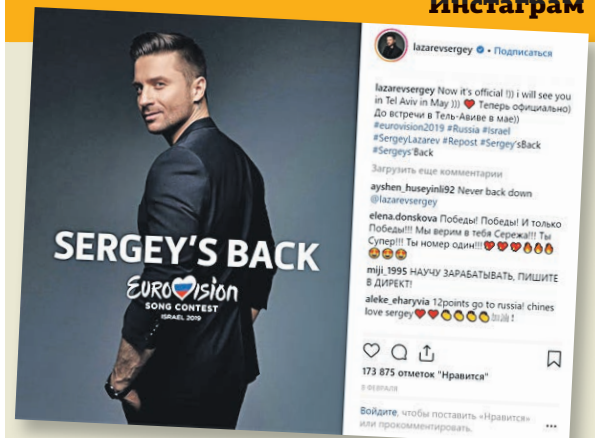 Инстаграм
lazarevsergey • Подписаться
lazarevsergey Now it's official !)) i will see you
in Tel Aviv in May ))) ❤ Теперь официально)
До встречи в Тель-Авиве в мае))
#eurovision2019 #Russia #Israel
#SergeyLazarev #Repost #Sergey'sBack
#Sergeys'Back
Загрузить еще комментарии
ayshen_huseyinli92 Never back down
@lazarevsergey
elena.donskova Победы! Победы! И только
Победы!!! Мы верим в тебя Сережа!!! Ты
Супер!!! Ты номер один!!!❤❤❤🔥🔥🔥
😍😍😍
miji_1995 НАУЧУ ЗАРАБАТЫВАТЬ, ПИШИТЕ
В ДИРЕКТ!
aleke_eharyvia 12points go to russia! chines
love sergey❤❤👏👏👏👏加油!
SERGEY'S BACK
EUROVISION
SONG CONTEST
ISRAEL 2019
173 875 отметок "Нравится"
8 ФЕВРАЛЯ
Войдите, чтобы поставить «Нравится»
или прокомментировать.